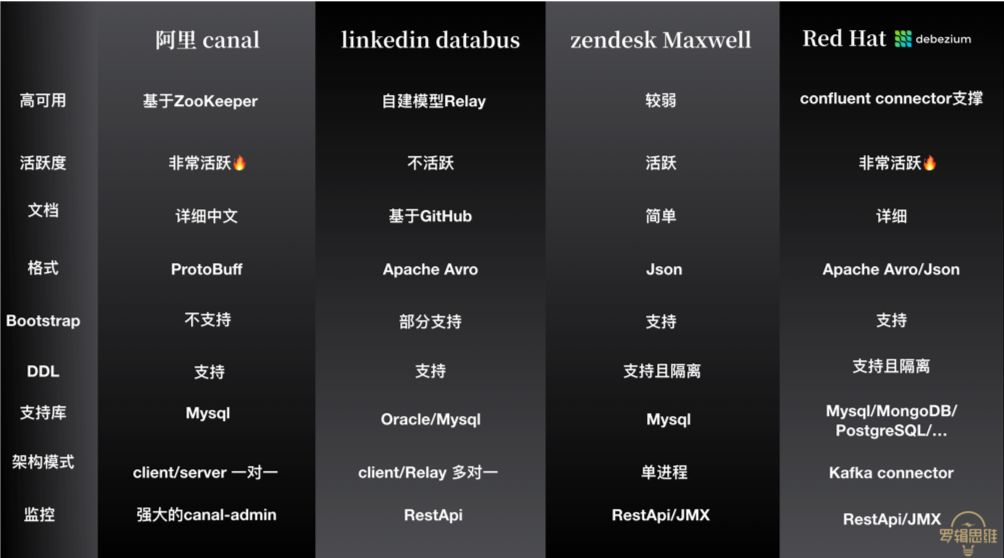 阿里 canal linkedin databus zendesk Maxwell Red Hat debezium
高可用 基于ZooKeeper 自建模型Relay 较弱 confluent connector支撑
活跃度 非常活跃🔥 不活跃 活跃 非常活跃🔥
文档 详细中文 基于GitHub 简单 详细
格式 ProtoBuff Apache Avro Json Apache Avro/Json
Bootstrap 不支持 部分支持 支持 支持
DDL 支持 支持 支持且隔离 支持且隔离
支持库 Mysql Oracle/Mysql Mysql Mysql/MongoDB/
PostgreSQL/...
架构模式 client/server 一对一 client/Relay 多对一 单进程 Kafka connector
监控 强大的canal-admin RestApi RestApi/JMX RestApi/JMX
罗辑思维